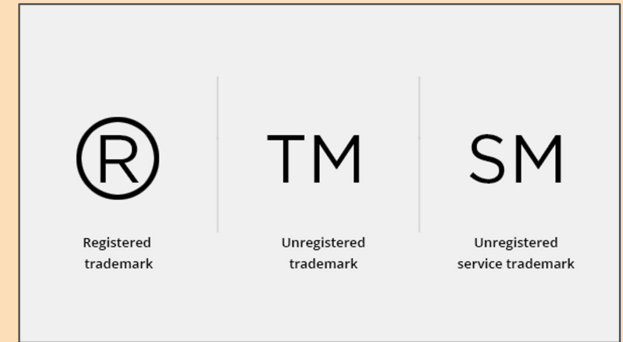 ®
Registered
trademark
TM
Unregistered
trademark
SM
Unregistered
service trademark